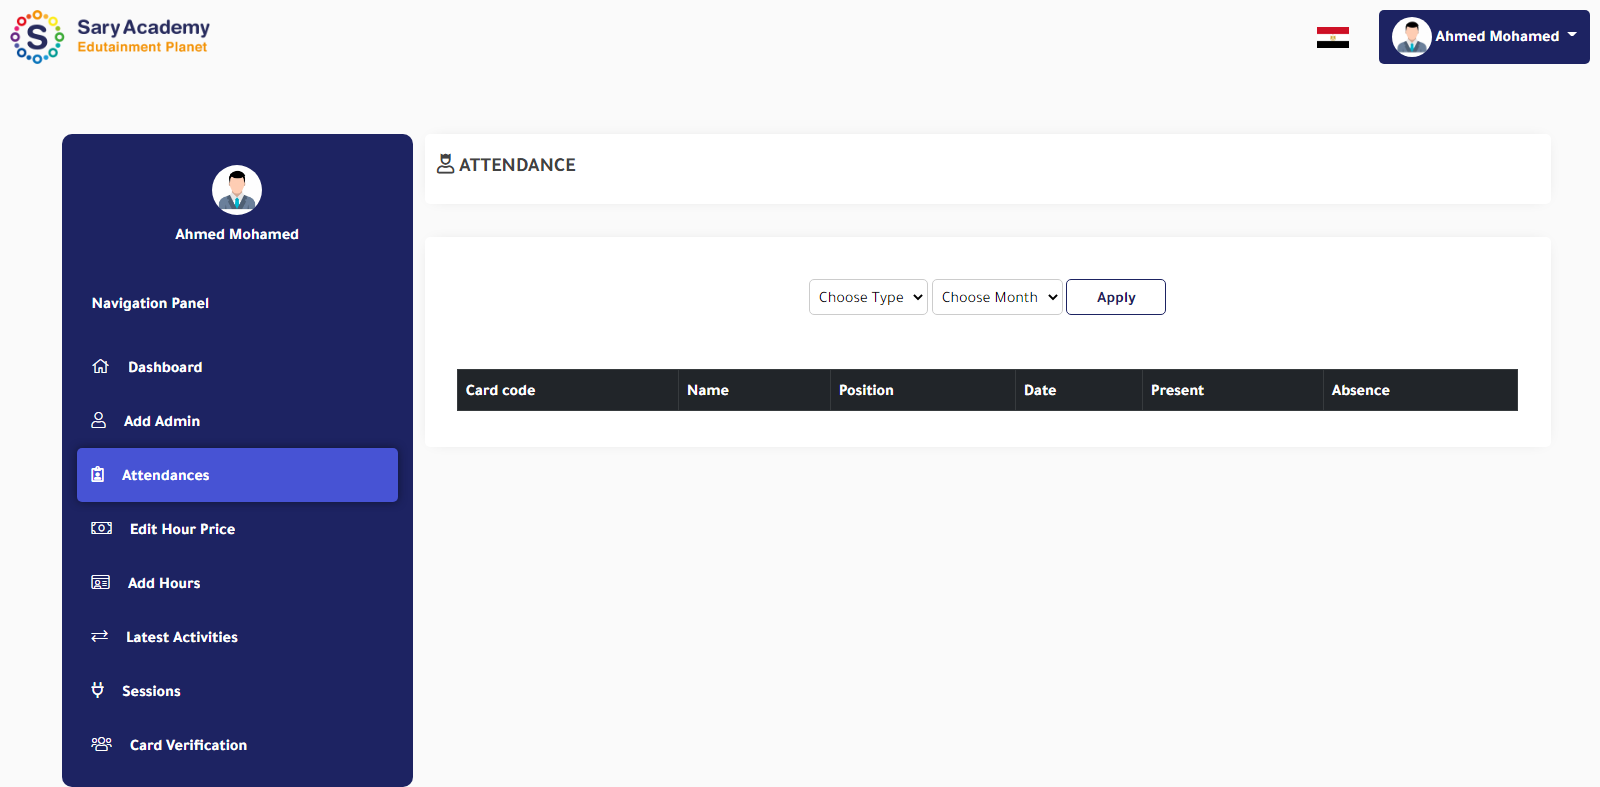 Sary Academy
Edutainment Planet
Ahmed Mohamed
Ahmed Mohamed
Navigation Panel
Dashboard
Add Admin
Attendances
Edit Hour Price
Add Hours
Latest Activities
Sessions
Card Verification
ATTENDANCE
Choose Type Choose Month Apply
Card code Name Position Date Present Absence